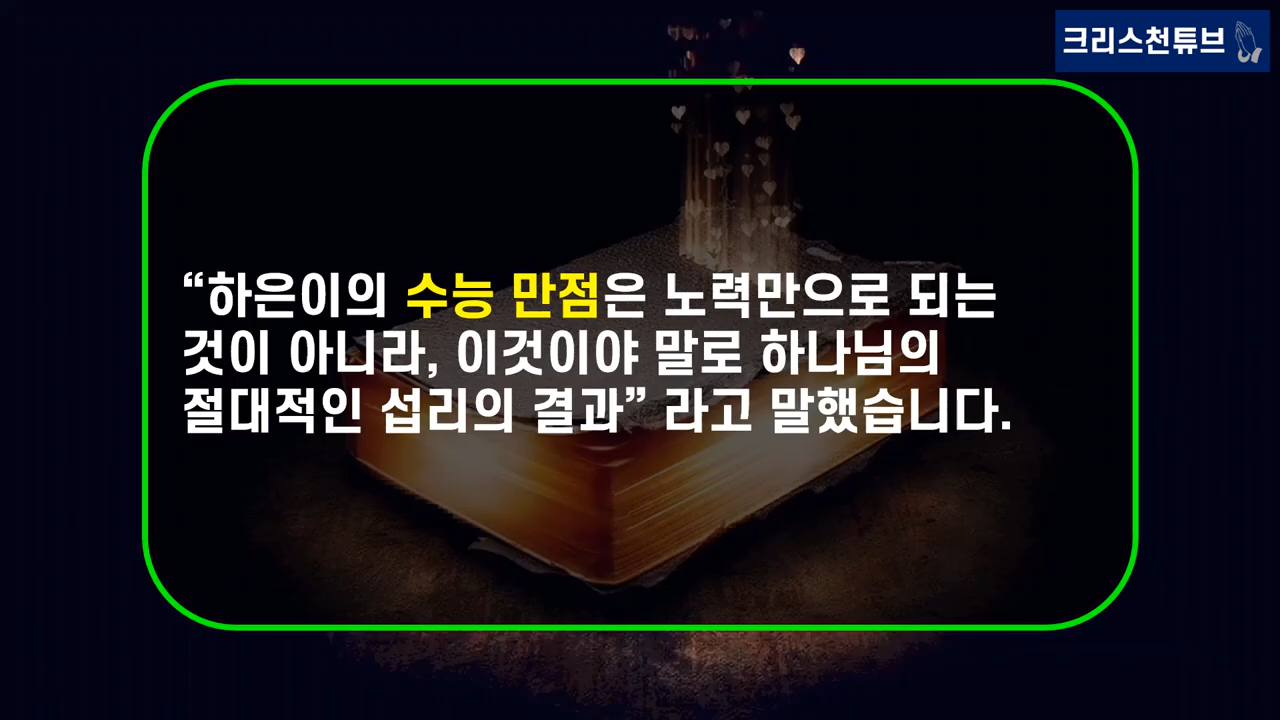 크리스천튜브
“하은이의 수능 만점은 노력만으로 되는
것이 아니라, 이것이야 말로 하나님의
절대적인 섭리의 결과” 라고 말했습니다.